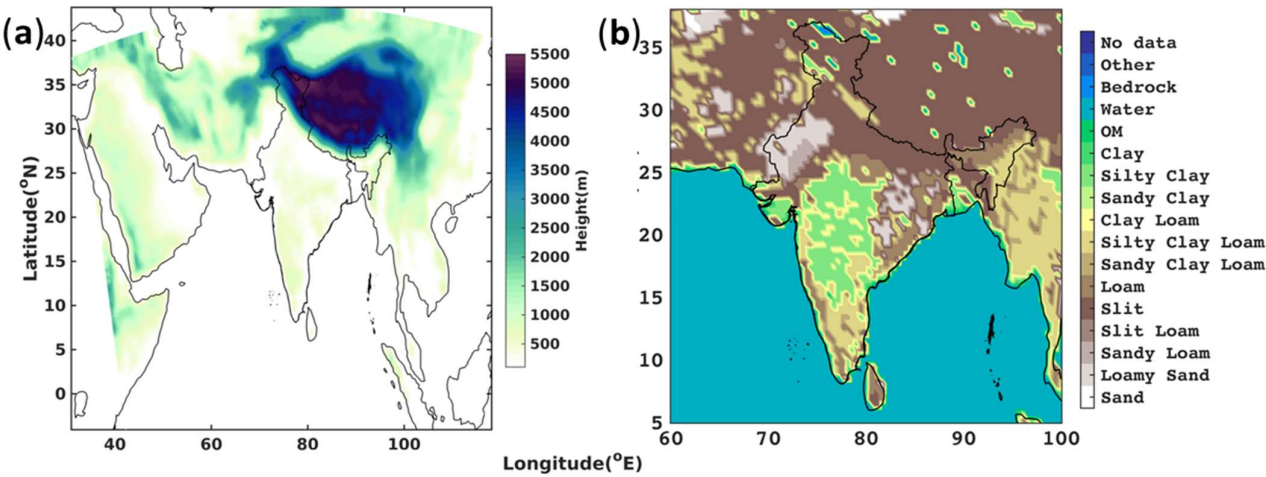 (a)
40
35
30
25
20
15
10
5
0
Latitude(°N)
40
60
80
100
5500
5000
4500
4000
3500
3000
2500
2000
1500
1000
500
Height(m)
Longitude(°E)
(b)
35
30
25
20
15
10
5
60
70
80
90
100
No data
Other
Bedrock
Water
OM
Clay
Silty Clay
Sandy Clay
Clay Loam
Silty Clay Loam
Sandy Clay Loam
Loam
Slit
Slit Loam
Sandy Loam
Loamy Sand
Sand